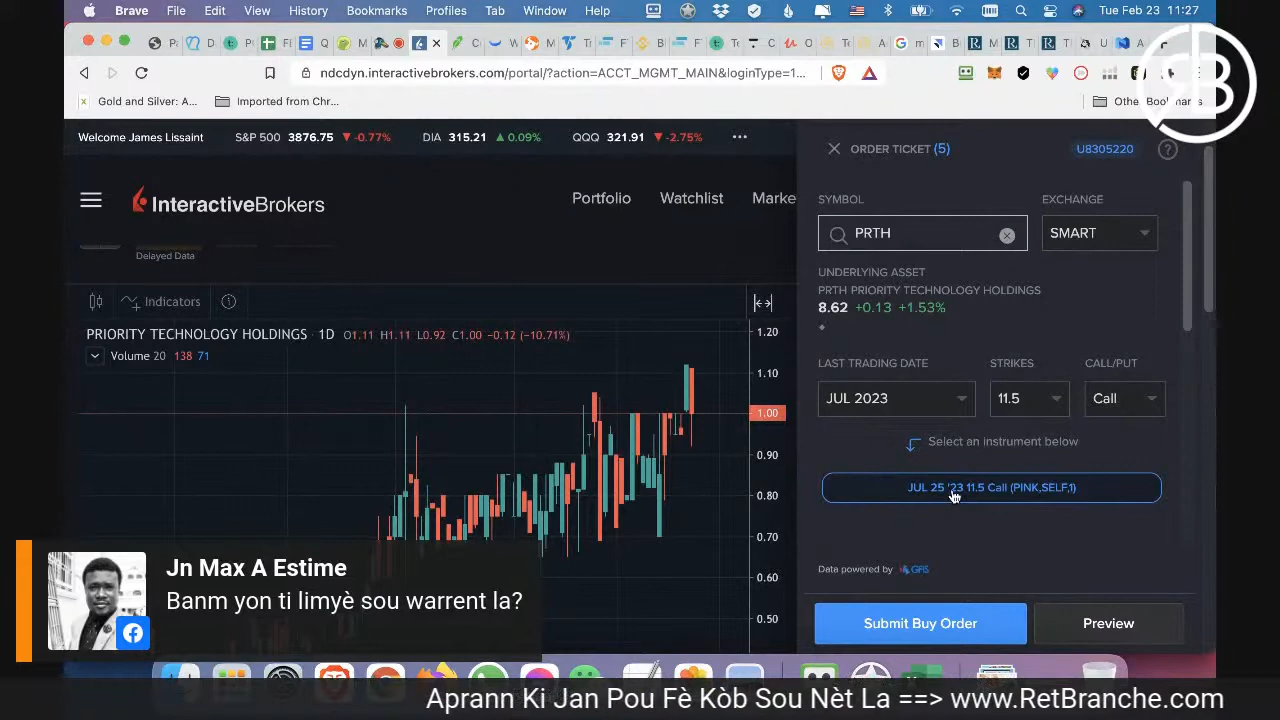 Brave File Edit View History Bookmarks Profiles Tab Window Help Tue Feb 23 11:27
ndcdyn.interactivebrokers.com/portal/?action=ACCT_MGMT_MAIN&loginType=1...
Gold and Silver: A... Imported from Chr... Other Bookmarks
Welcome James Lissaint S&P 500 3876.75 ▼-0.77% DIA 315.21 ▲0.09% QQQ 321.91 ▼-2.75% •••
ORDER TICKET (5) U8305220 ?
InteractiveBrokers
Portfolio Watchlist Marke
Delayed Data
SYMBOL EXCHANGE
PRTH SMART
UNDERLYING ASSET
PRTH PRIORITY TECHNOLOGY HOLDINGS
8.62 +0.13 +1.53%
Indicators
PRIORITY TECHNOLOGY HOLDINGS · 1D O1.11 H1.11 L0.92 C1.00 −0.12 (−10.71%)
Volume 20 138 71
1.20
1.10
1.00
0.90
0.80
0.70
0.60
0.50
LAST TRADING DATE STRIKES CALL/PUT
JUL 2023 11.5 Call
Select an instrument below
JUL 25 '23 11.5 Call (PINK,SELF,1)
Data powered by GFIS
Submit Buy Order Preview
Jn Max A Estime
Banm yon ti limyè sou warrent la?
Aprann Ki Jan Pou Fè Kòb Sou Nèt La ==> www.RetBranche.com